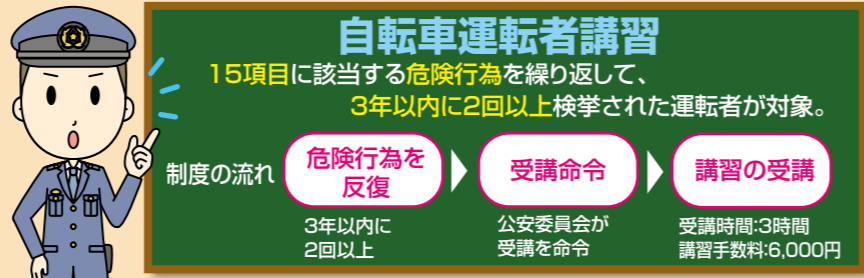 自転車運転者講習
15項目に該当する危険行為を繰り返して、
3年以内に2回以上検挙された運転者が対象。
制度の流れ
危険行為を
反復
受講命令
講習の受講
3年以内に
2回以上
公安委員会が
受講を命令
受講時間:3時間
講習手数料:6,000円